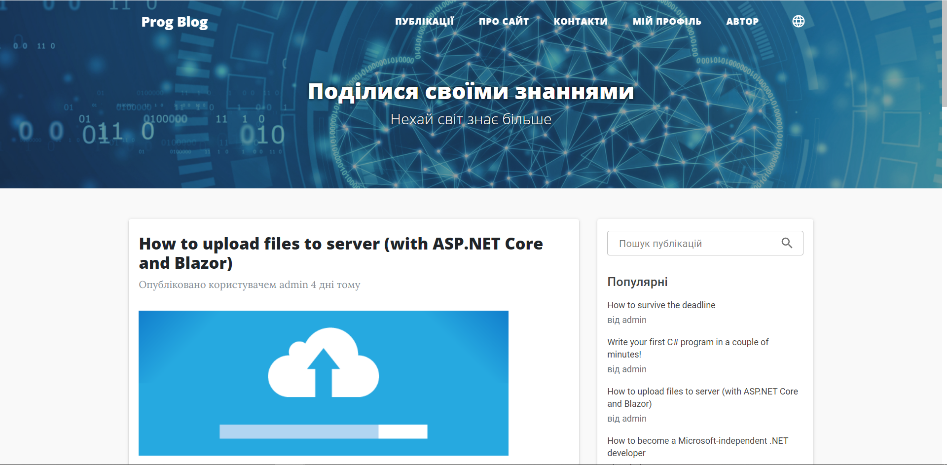 Prog Blog
ПУБЛІКАЦІЇ ПРО САЙТ КОНТАКТИ МІЙ ПРОФІЛЬ АВТОР
Поділися своїми знаннями
Нехай світ знає більше
How to upload files to server (with ASP.NET Core
and Blazor)
Опубліковано користувачем admin 4 дні тому
Пошук публікацій
Популярні
How to survive the deadline
від admin
Write your first C# program in a couple of
minutes!
від admin
How to upload files to server (with ASP.NET Core
and Blazor)
від admin
How to become a Microsoft-independent .NET
developer